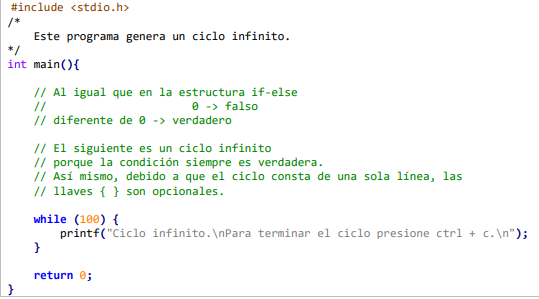 #include <stdio.h>
/*
    Este programa genera un ciclo infinito.
*/
int main(){

    // Al igual que en la estructura if-else
    //                      0 -> falso
    // diferente de 0 -> verdadero

    // El siguiente es un ciclo infinito
    // porque la condición siempre es verdadera.
    // Así mismo, debido a que el ciclo consta de una sola línea, las
    // llaves { } son opcionales.

    while (100) {
        printf("Ciclo infinito.\nPara terminar el ciclo presione ctrl + c.\n");
    }

    return 0;
}